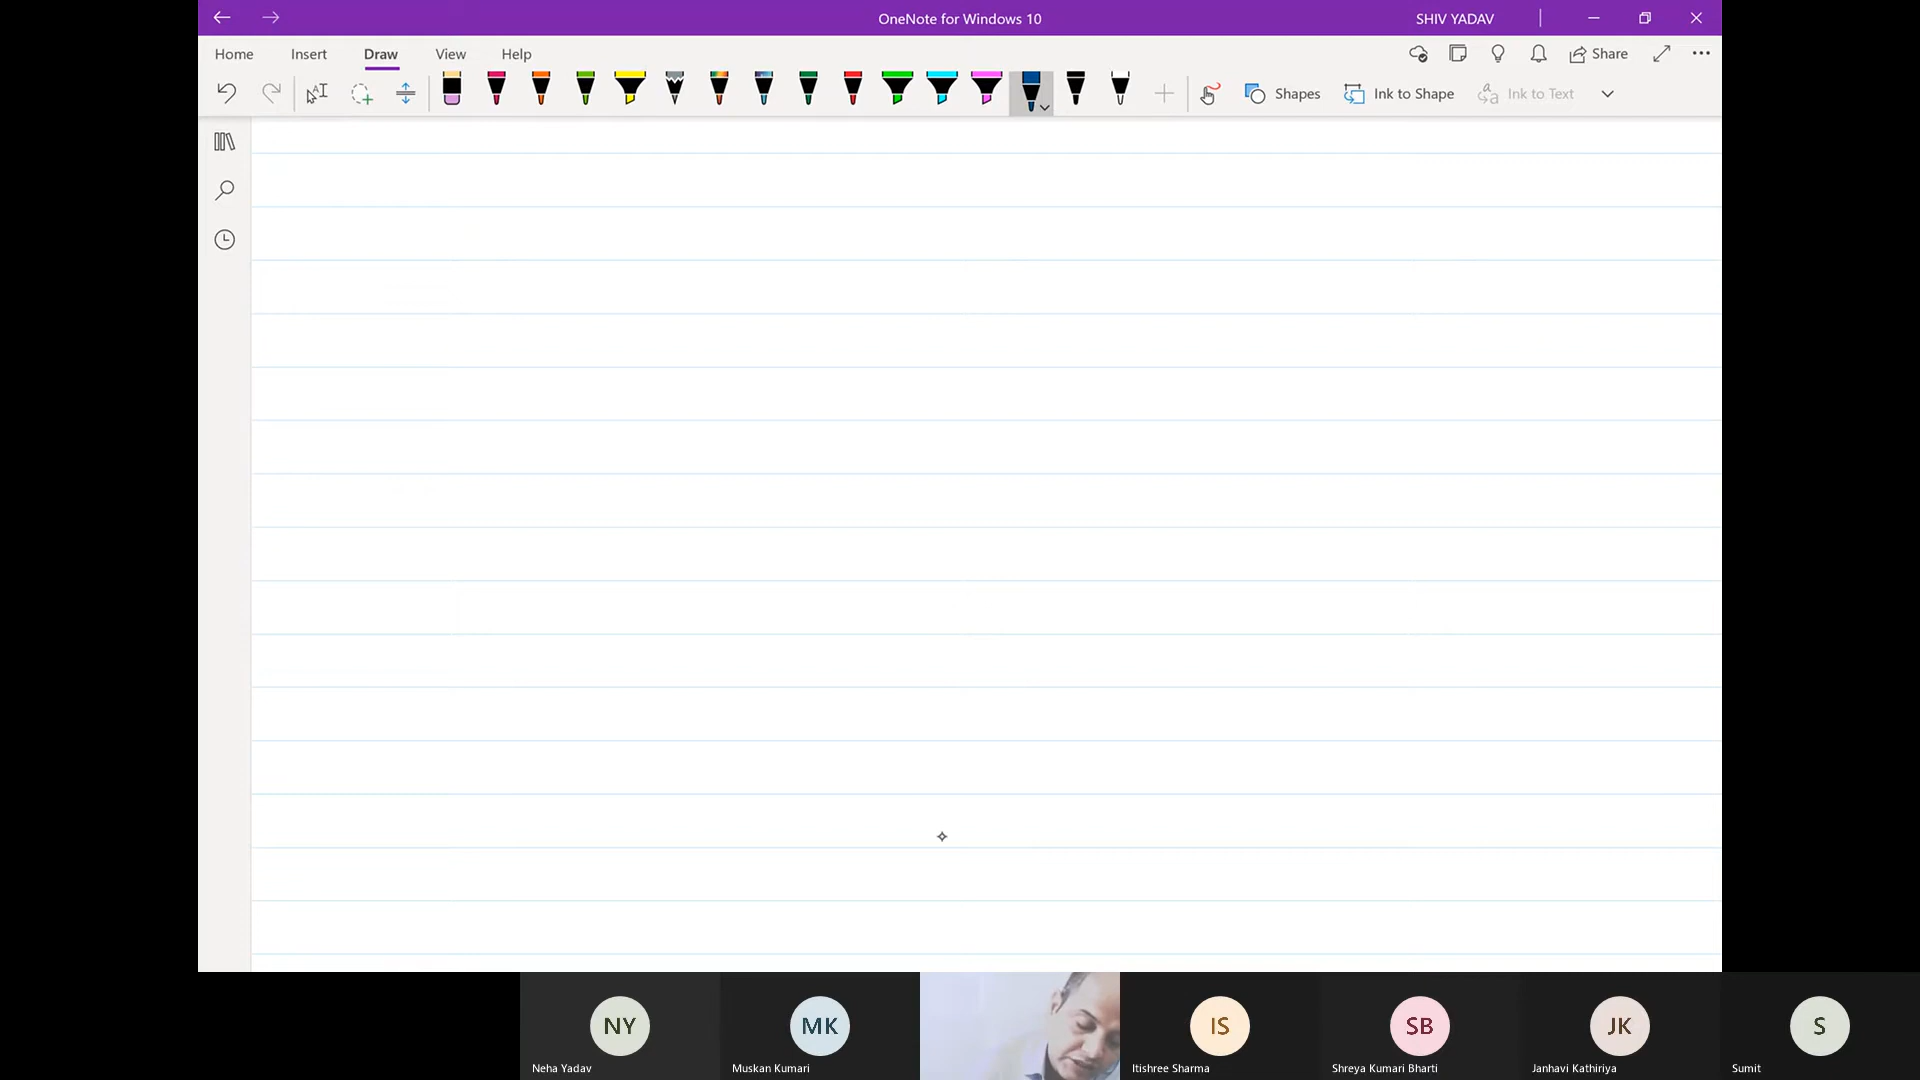 OneNote for Windows 10
SHIV YADAV
Home Insert Draw View Help
Share
Shapes Ink to Shape Ink to Text
NY MK IS SB JK S
Neha Yadav Muskan Kumari Itishree Sharma Shreya Kumari Bharti Janhavi Kathiriya Sumit